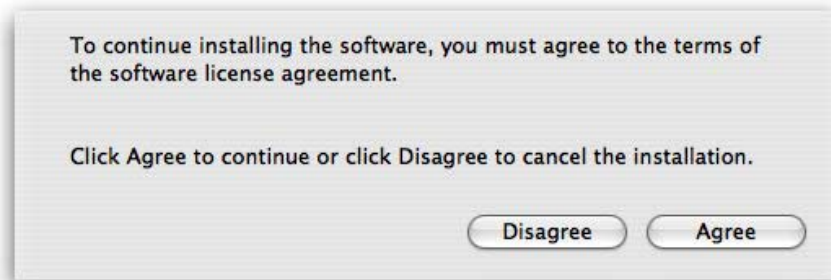 To continue installing the software, you must agree to the terms of
the software license agreement.
Click Agree to continue or click Disagree to cancel the installation.
Disagree Agree